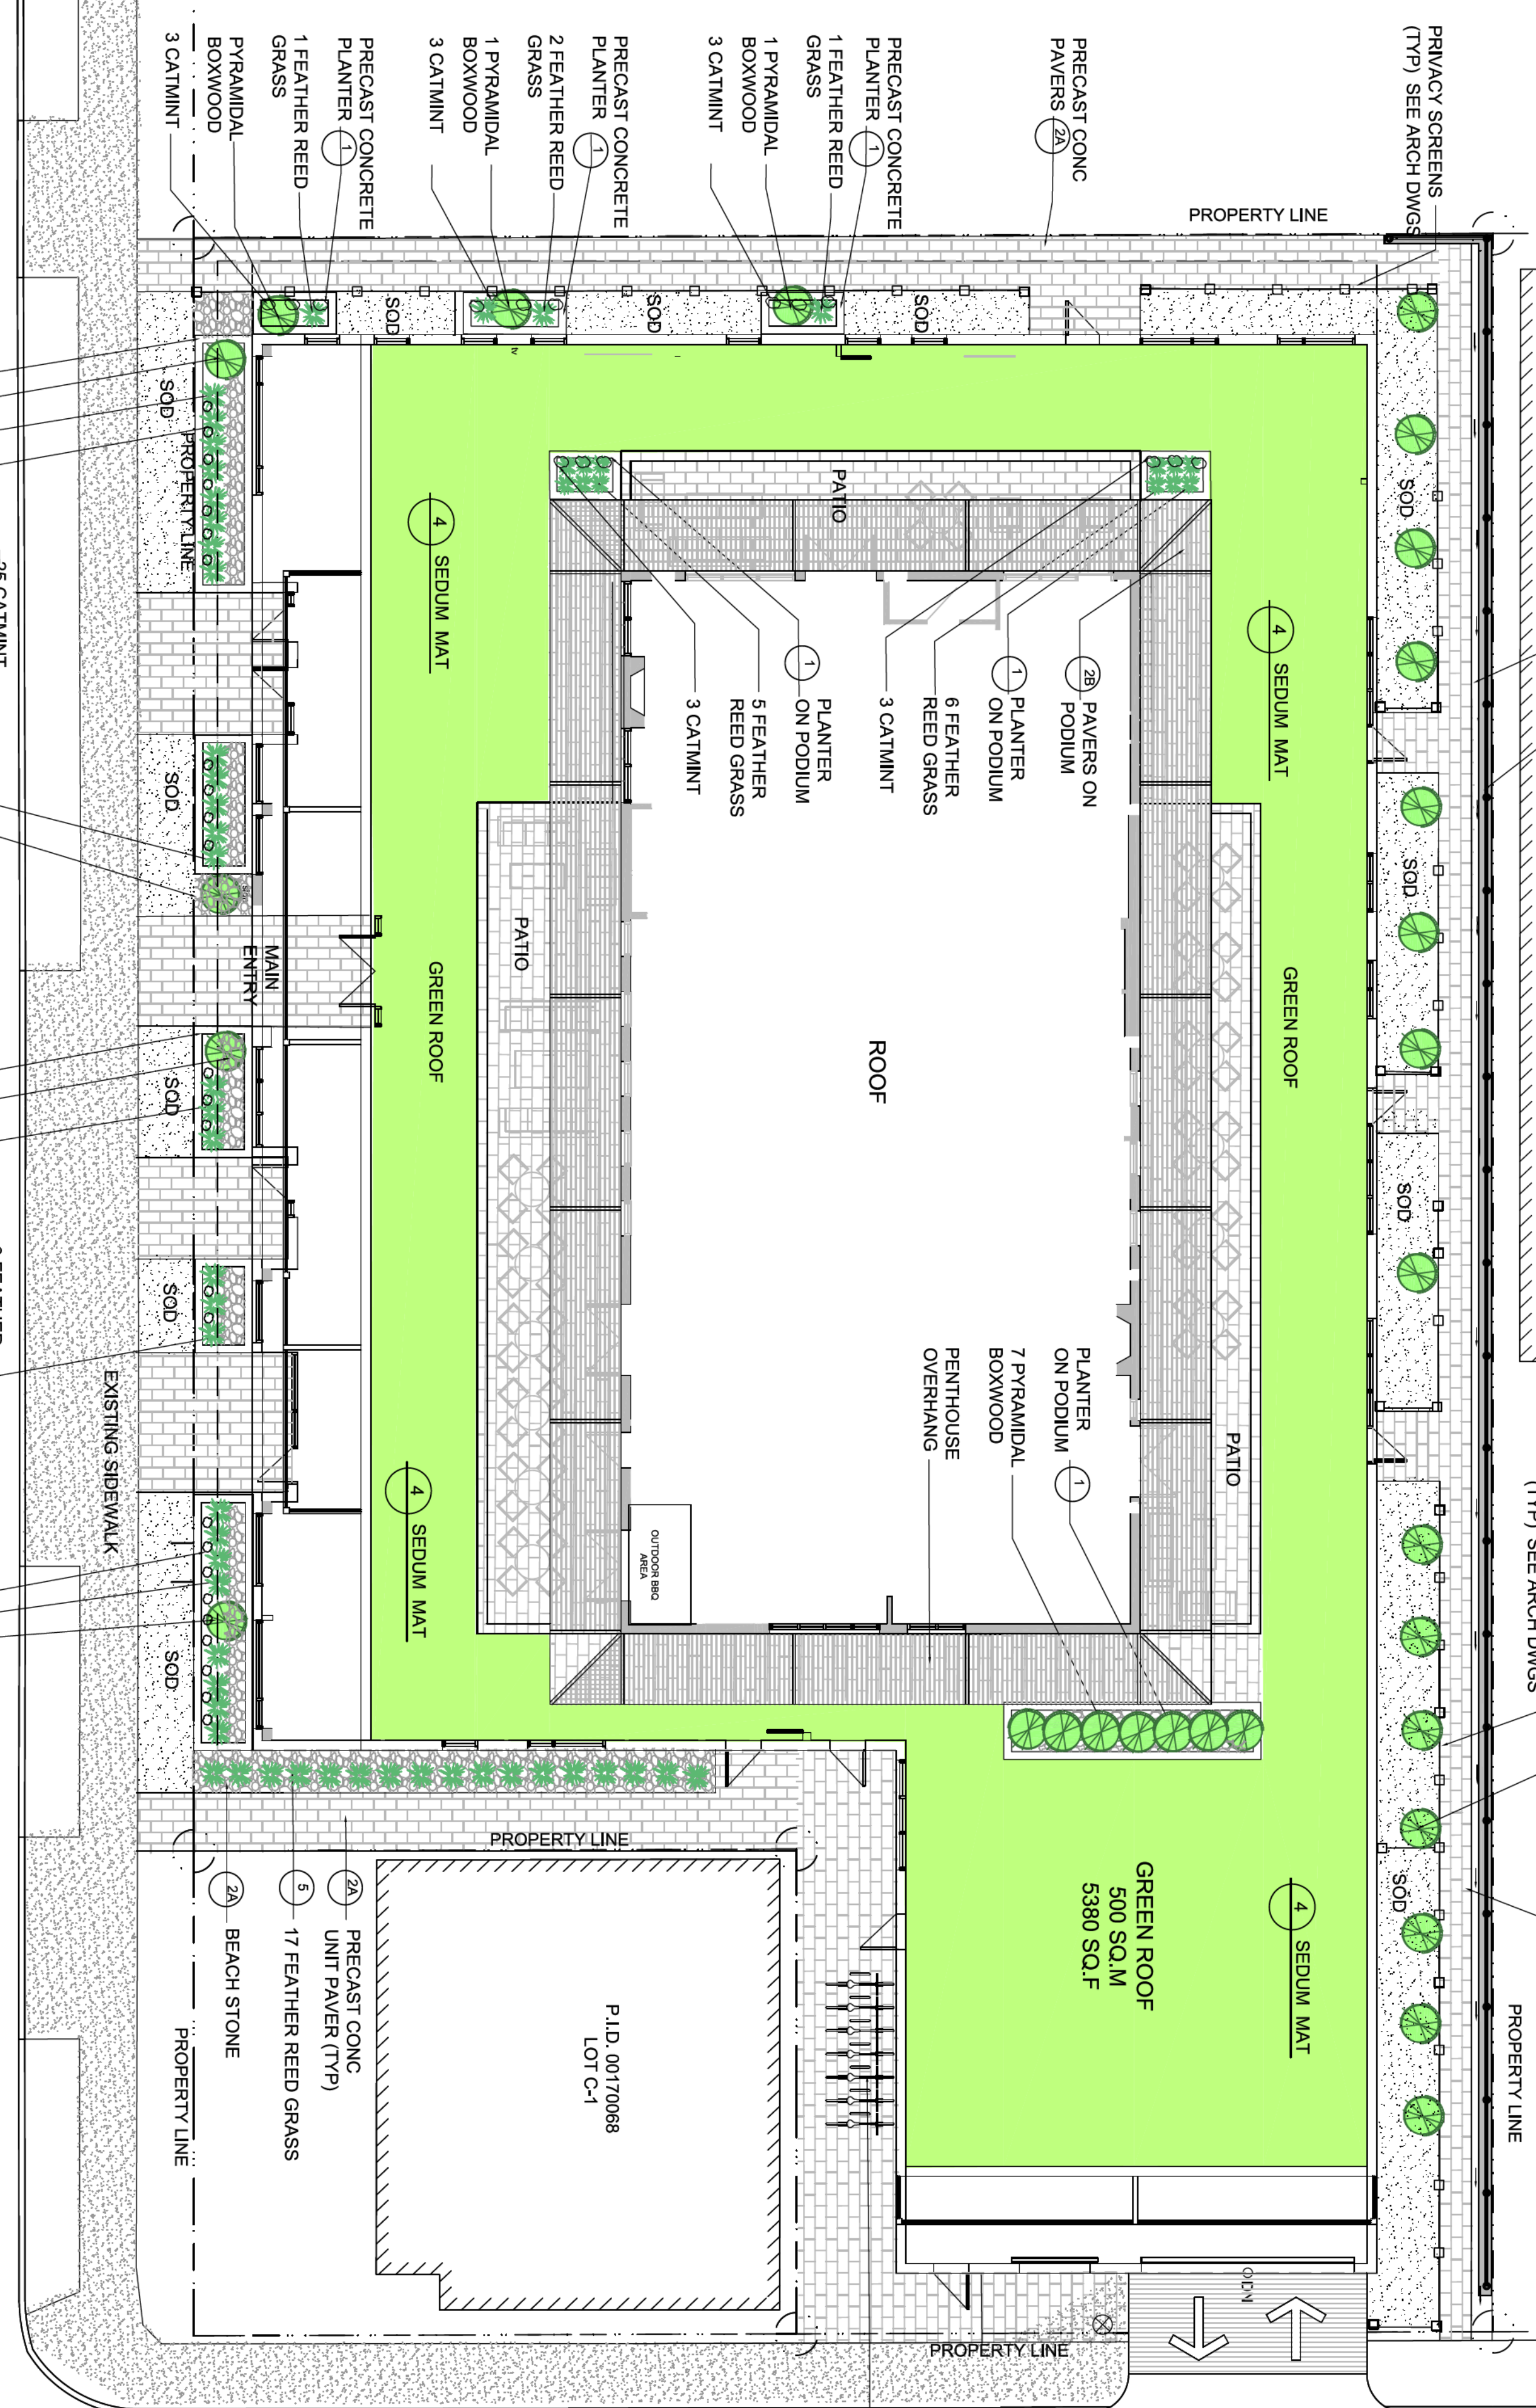 PRIVACY SCREENS
(TYP) SEE ARCH DWGS
PROPERTY LINE
PRECAST CONC
PAVERS
2A
PRECAST CONCRETE
PLANTER
1
1 FEATHER REED
GRASS
1 PYRAMIDAL
BOXWOOD
3 CATMINT
PRECAST CONCRETE
PLANTER
1
2 FEATHER REED
GRASS
1 PYRAMIDAL
BOXWOOD
3 CATMINT
PRECAST CONCRETE
PLANTER
1
1 FEATHER REED
GRASS
PYRAMIDAL
BOXWOOD
3 CATMINT
SOD
SOD
SOD
SOD
SOD
SOD
SOD
PATIO
PROPERTY LINE
4
SEDUM MAT
4
SEDUM MAT
2B
PAVERS ON
PODIUM
1
PLANTER
ON PODIUM
6 FEATHER
REED GRASS
3 CATMINT
1
PLANTER
ON PODIUM
5 FEATHER
REED GRASS
3 CATMINT
25 CATMINT
SOD
SOD
PATIO
MAIN
ENTRY
GREEN ROOF
GREEN ROOF
ROOF
SOD
SOD
PLANTER
ON PODIUM
1
7 PYRAMIDAL
BOXWOOD
PENTHOUSE
OVERHANG
PATIO
EXISTING SIDEWALK
4
SEDUM MAT
OUTDOOR BBQ
AREA
SOD
(TYP) SEE ARCH DWGS
PROPERTY LINE
GREEN ROOF
500 SQ.M
5380 SQ.F
4
SEDUM MAT
SOD
PROPERTY LINE
2A
PRECAST CONC
UNIT PAVER (TYP)
5
17 FEATHER REED GRASS
2A
BEACH STONE
PROPERTY LINE
P.I.D. 00170068
LOT C-1
PROPERTY LINE